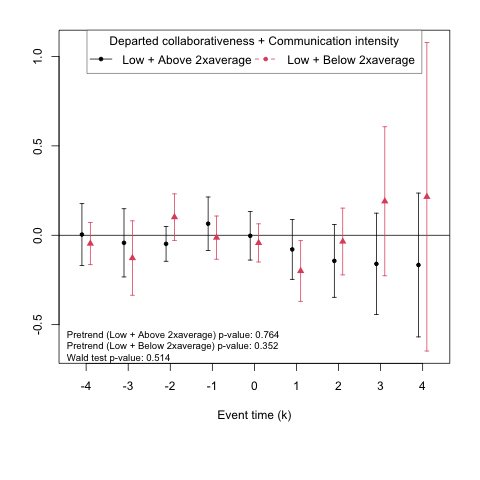 Departed collaborativeness + Communication intensity
Low + Above 2xaverage Low + Below 2xaverage
1.0
0.5
0.0
-0.5
Pretrend (Low + Above 2xaverage) p-value: 0.764
Pretrend (Low + Below 2xaverage) p-value: 0.352
Wald test p-value: 0.514
-4 -3 -2 -1 0 1 2 3 4
Event time (k)